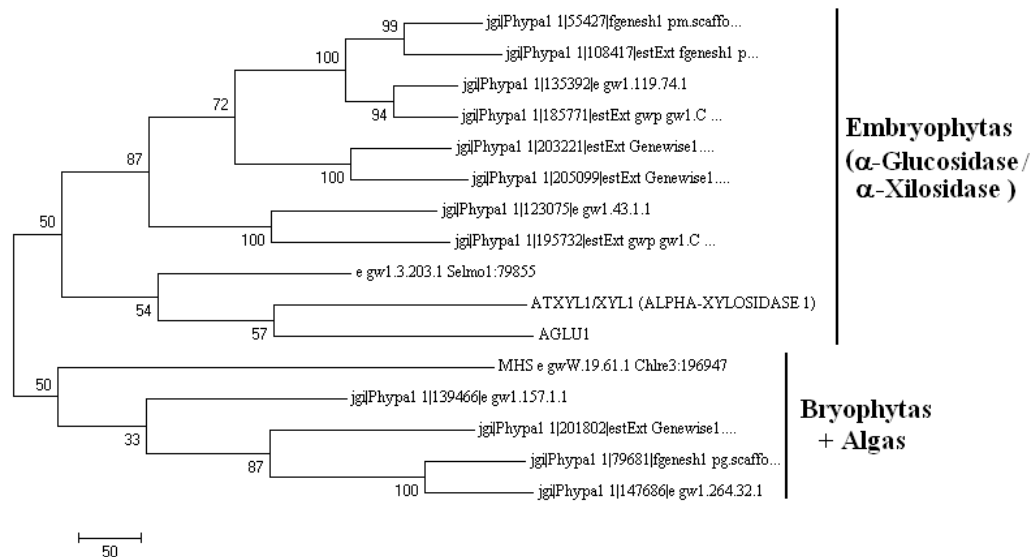 99
jgi|Phypa1 1|55427|fgenesh1 pm.scaffo...
jgi|Phypa1 1|108417|estExt fgenesh1 p...
100
jgi|Phypa1 1|135392|e gw1.119.74.1
94
jgi|Phypa1 1|185771|estExt gwp gw1.C ...
72
jgi|Phypa1 1|203221|estExt Genewise1....
100
jgi|Phypa1 1|205099|estExt Genewise1....
87
jgi|Phypa1 1|123075|e gw1.43.1.1
100
jgi|Phypa1 1|195732|estExt gwp gw1.C ...
50
e gw1.3.203.1 Selmo1:79855
54
ATXYL1/XYL1 (ALPHA-XYLOSIDASE 1)
57
AGLU1
Embryophytas
(α-Glucosidase/
α-Xilosidase )
MHS e gwW.19.61.1 Chlre3:196947
50
jgi|Phypa1 1|139466|e gw1.157.1.1
33
jgi|Phypa1 1|201802|estExt Genewise1....
87
jgi|Phypa1 1|79681|fgenesh1 pg.scaffo...
100
jgi|Phypa1 1|147686|e gw1.264.32.1
Bryophytas
+ Algas
50